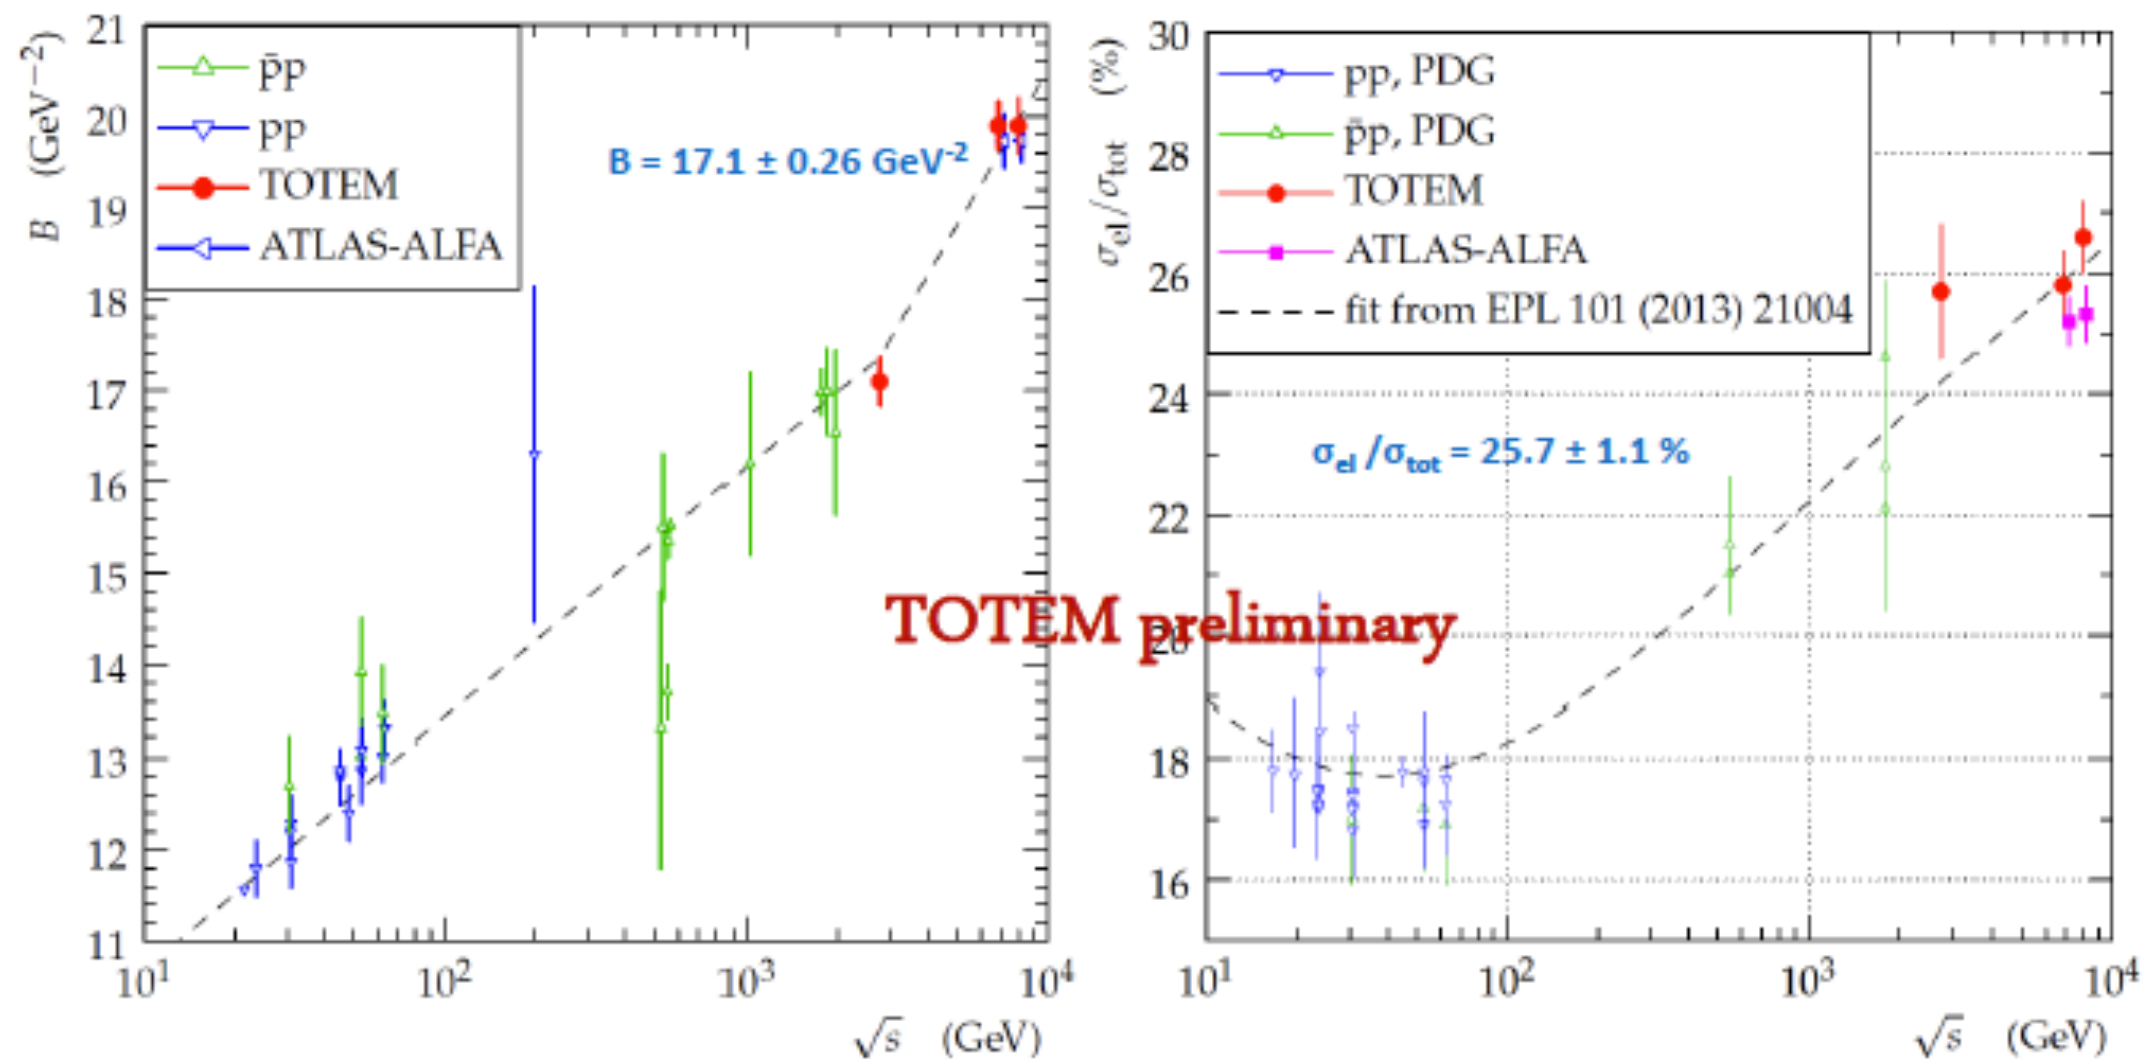 21
20
19
18
17
16
15
14
13
12
11
B (GeV⁻²)
p̄p
pp
TOTEM
ATLAS-ALFA
B = 17.1 ± 0.26 GeV⁻²
10¹
10²
10³
10⁴
√s (GeV)
TOTEM preliminary
30
28
26
24
22
20
18
16
σel/σtot (%)
pp, PDG
p̄p, PDG
TOTEM
ATLAS-ALFA
fit from EPL 101 (2013) 21004
σel /σtot = 25.7 ± 1.1 %
10¹
10²
10³
10⁴
√s (GeV)